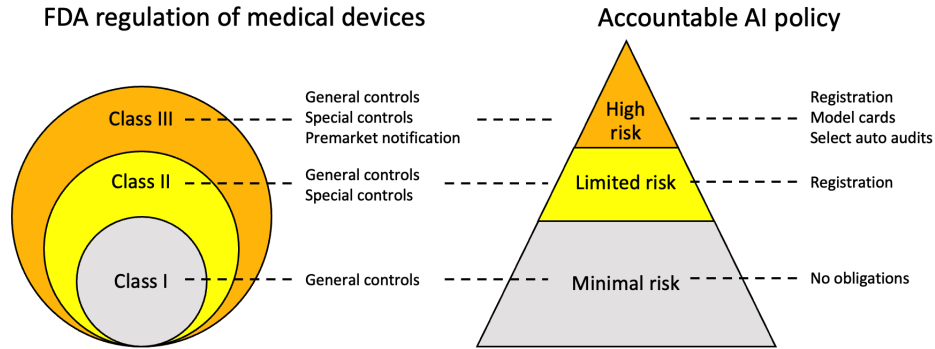 FDA regulation of medical devices
Accountable AI policy
Class III
General controls
Special controls
Premarket notification
High
risk
Registration
Model cards
Select auto audits
Class II
General controls
Special controls
Limited risk
Registration
Class I
General controls
Minimal risk
No obligations